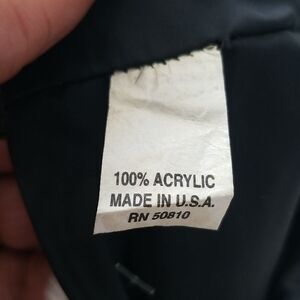 100% ACRYLIC
MADE IN U.S.A.
RN 50810